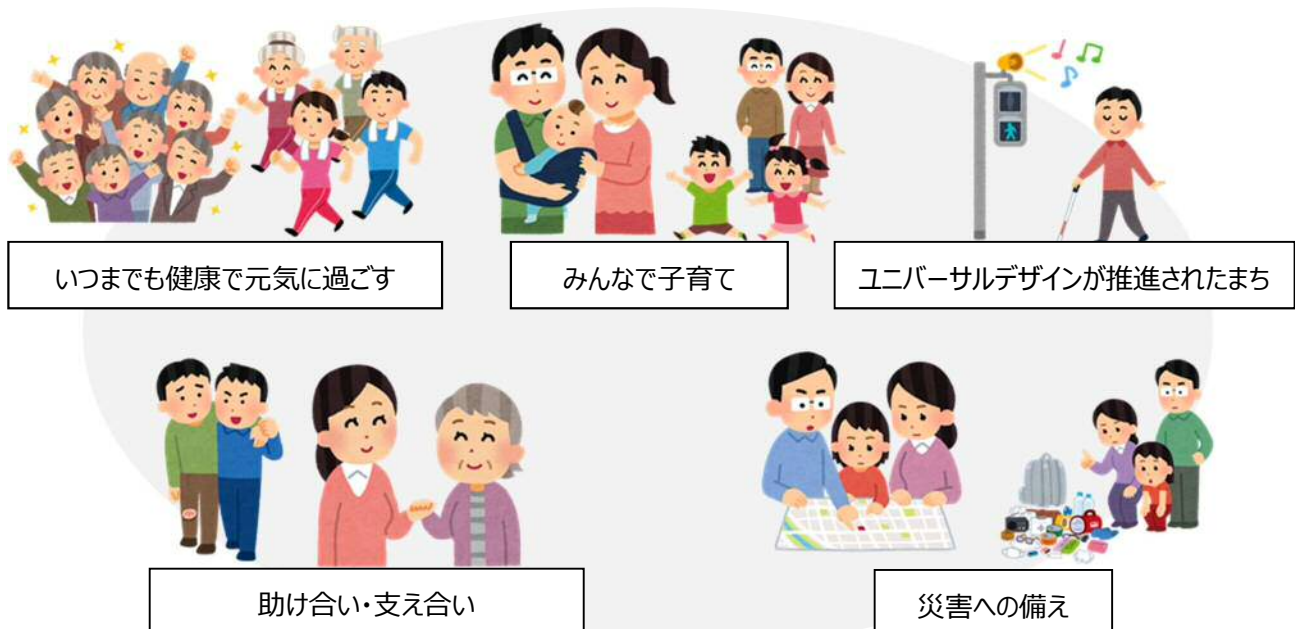 いつまでも健康で元気に過ごす
みんなで子育て
ユニバーサルデザインが推進されたまち
助け合い・支え合い
災害への備え